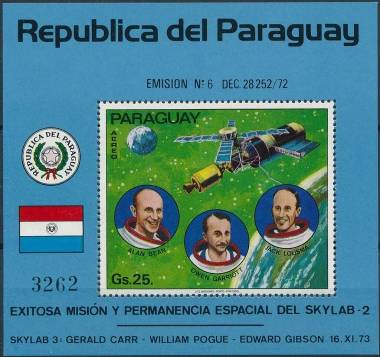 Republica del Paraguay
EMISION Nº 6 DEC. 28252/72
PARAGUAY
AEREO
REPUBLICA DEL PARAGUAY
ALAN BEAN
OWEN GARRIOTT
JACK LOUSMA
3262
Gs.25.
EXITOSA MISIÓN Y PERMANENCIA ESPACIAL DEL SKYLAB-2
SKYLAB 3: GERALD CARR - WILLIAM POGUE - EDWARD GIBSON 16.XI.73